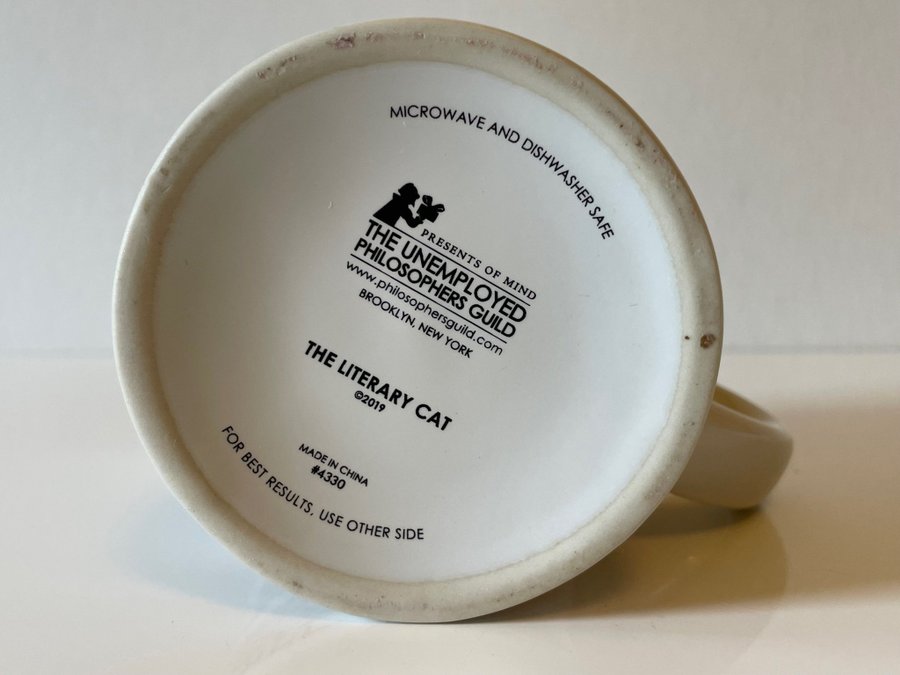 MICROWAVE AND DISHWASHER SAFE
PRESENTS OF MIND
THE UNEMPLOYED
PHILOSOPHERS GUILD
www.philosophersguild.com
BROOKLYN, NEW YORK
THE LITERARY CAT
©2019
MADE IN CHINA
#4330
FOR BEST RESULTS, USE OTHER SIDE